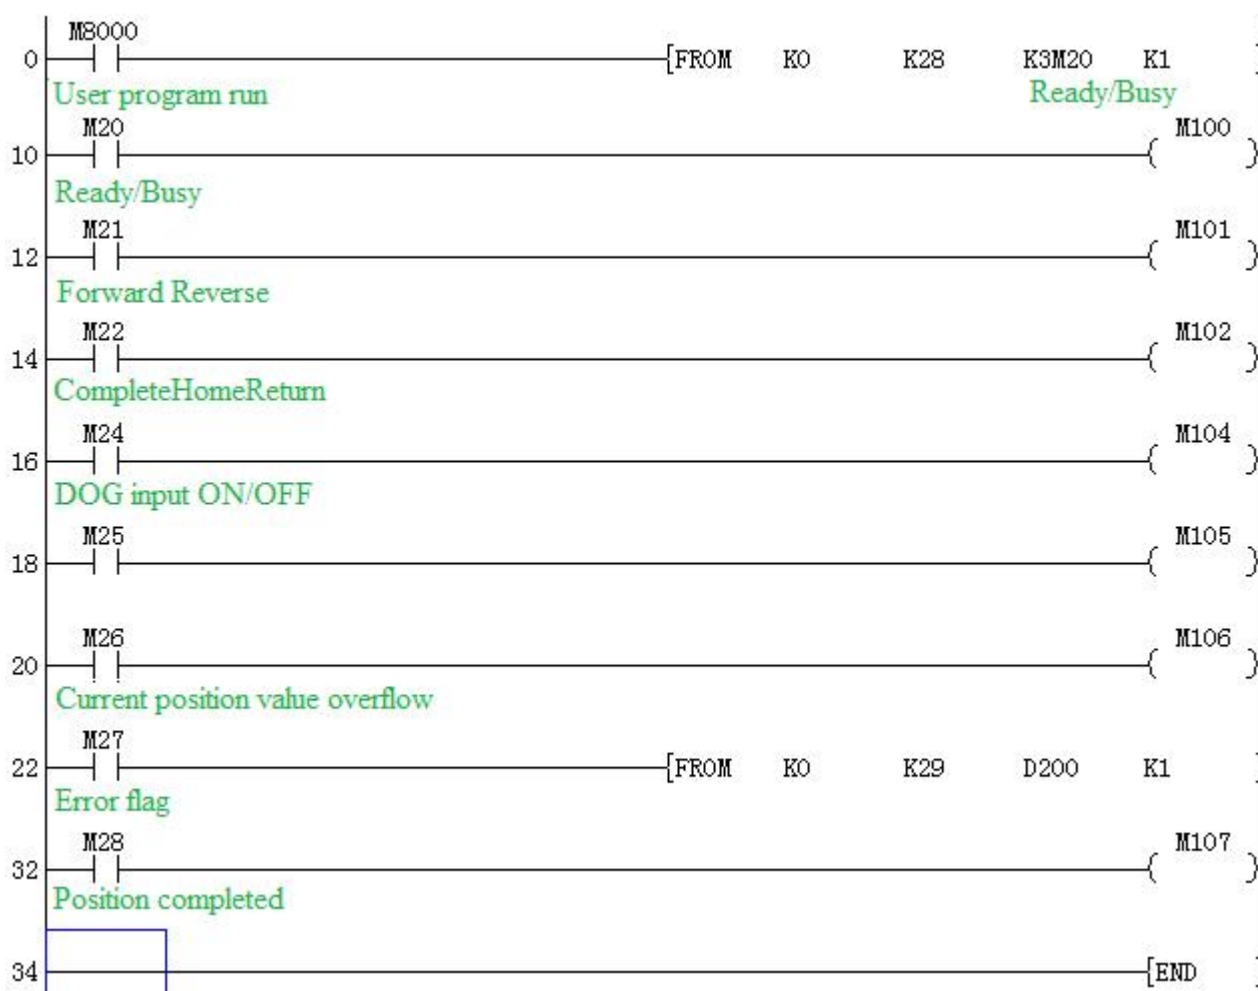 M8000
0 [FROM K0 K28 K3M20 K1 ]
User program run Ready/Busy
M20 M100
10 ( )
Ready/Busy
M21 M101
12 ( )
Forward Reverse
M22 M102
14 ( )
CompleteHomeReturn
M24 M104
16 ( )
DOG input ON/OFF
M25 M105
18 ( )
M26 M106
20 ( )
Current position value overflow
M27
22 [FROM K0 K29 D200 K1 ]
Error flag
M28 M107
32 ( )
Position completed
34 [END ]